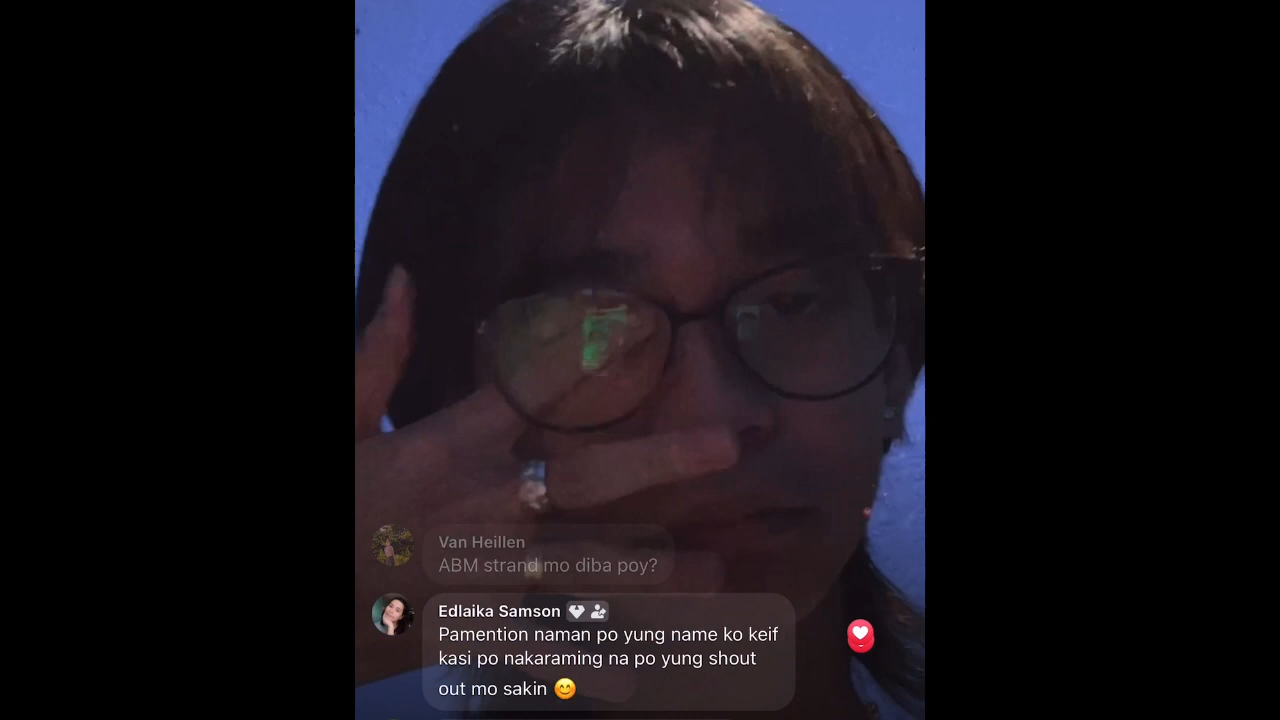 Van Heillen
ABM strand mo diba poy?
Edlaika Samson
Pamention naman po yung name ko keif
kasi po nakaraming na po yung shout
out mo sakin 😊